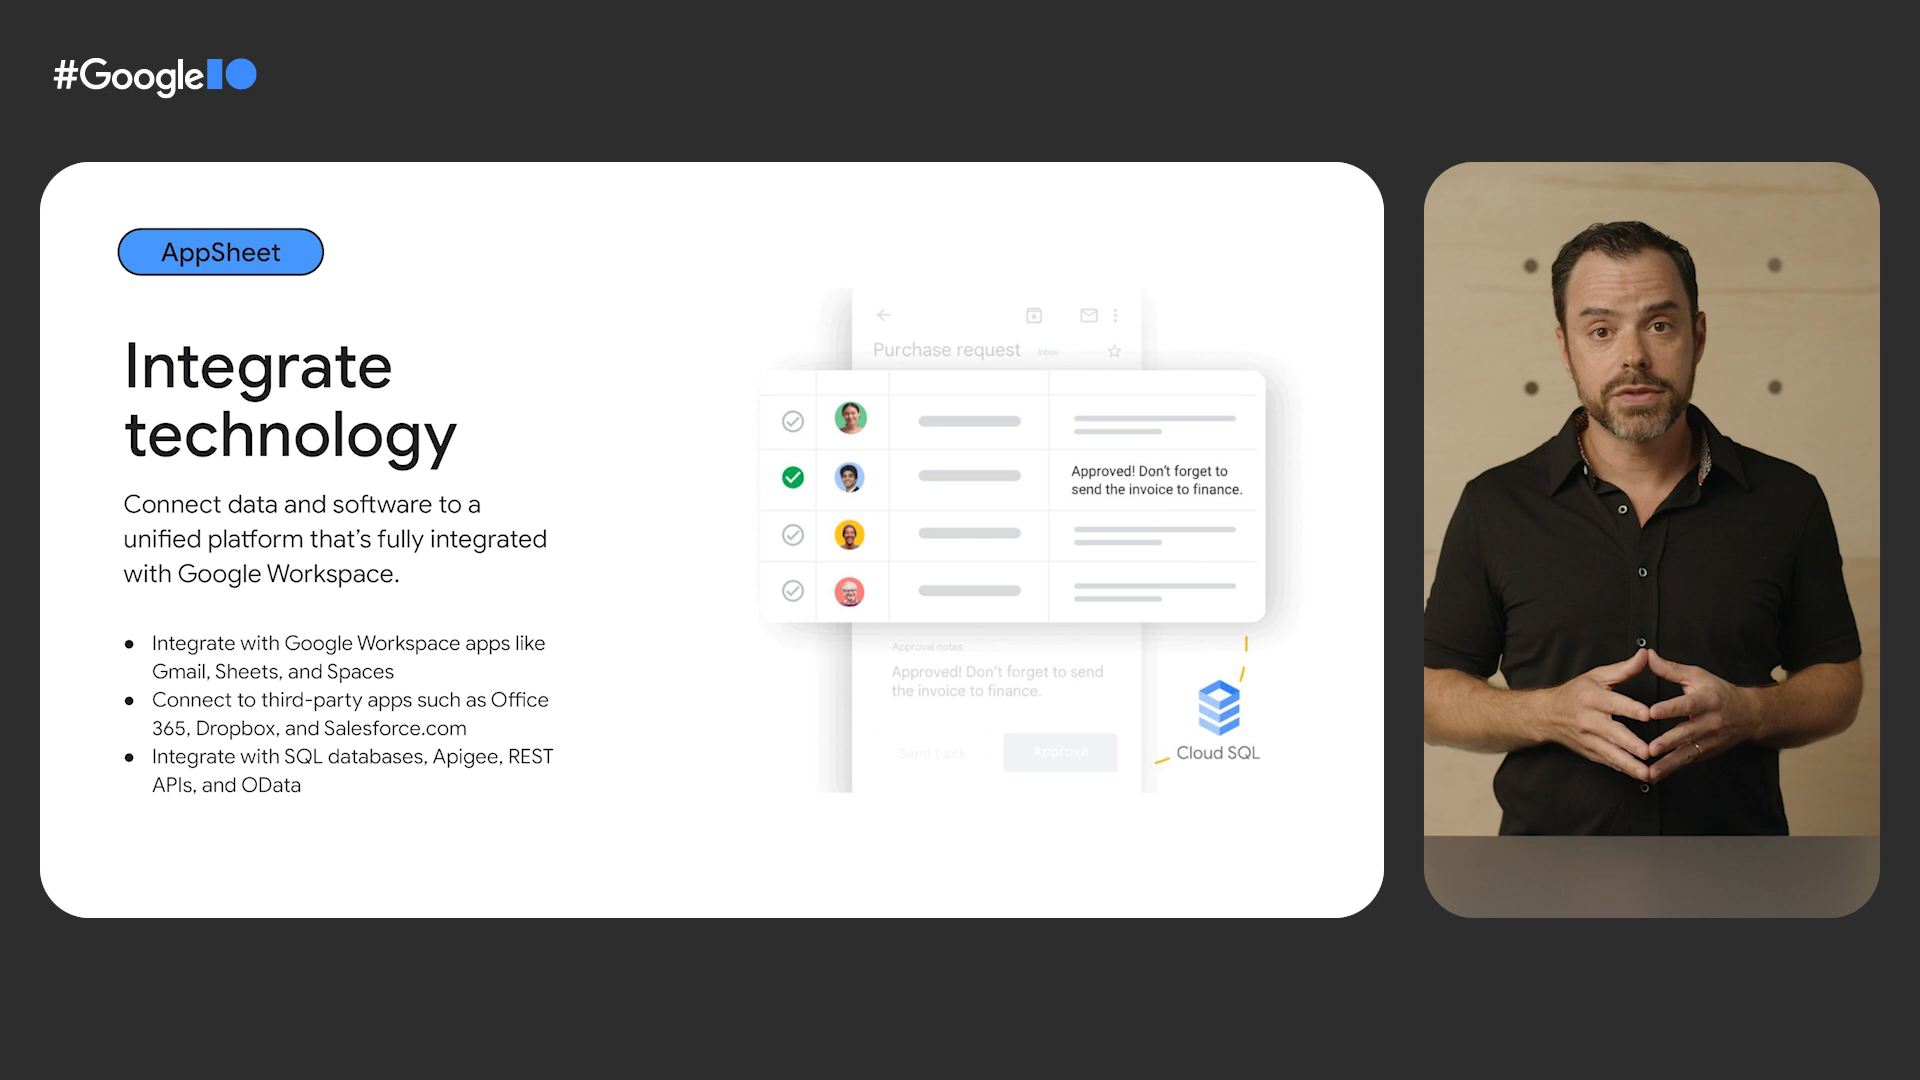 #GoogleIO
AppSheet
Integrate
technology
Connect data and software to a
unified platform that's fully integrated
with Google Workspace.
• Integrate with Google Workspace apps like
Gmail, Sheets, and Spaces
• Connect to third-party apps such as Office
365, Dropbox, and Salesforce.com
• Integrate with SQL databases, Apigee, REST
APIs, and OData
Purchase request
Inbox
Approved! Don't forget to
send the invoice to finance.
Approval notes
Approved! Don't forget to send
the invoice to finance.
Send back
Approve
Cloud SQL